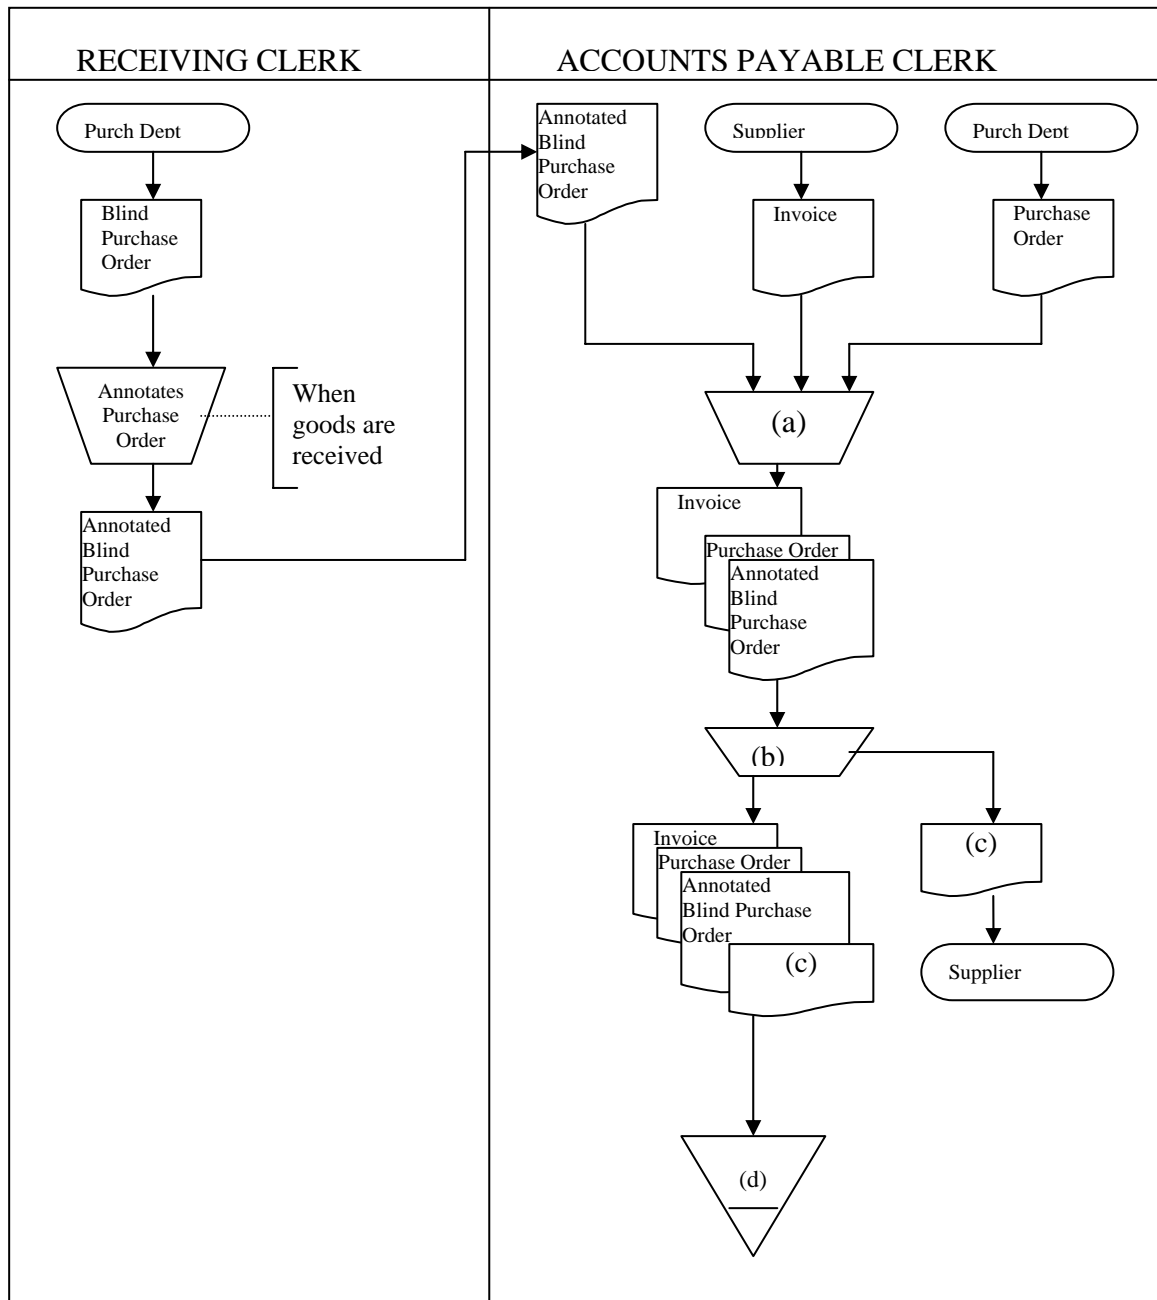 RECEIVING CLERK
ACCOUNTS PAYABLE CLERK
Purch Dept
Blind
Purchase
Order
Annotates
Purchase
Order
When
goods are
received
Annotated
Blind
Purchase
Order
Annotated
Blind
Purchase
Order
Supplier
Invoice
Purch Dept
Purchase
Order
(a)
Invoice
Purchase Order
Annotated
Blind
Purchase
Order
(b)
Invoice
Purchase Order
Annotated
Blind Purchase
Order
(c)
(c)
Supplier
(d)